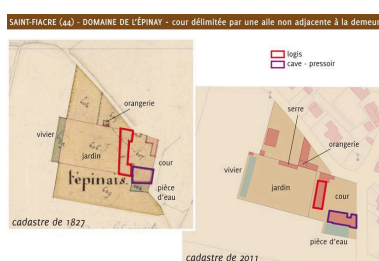 SAINT-FIACRE (44) - DOMAINE DE L'ÉPINAY - cour délimitée par une aile non adjacente à la demeur
logis
cave - pressoir
orangerie
vivier
jardin
cour
l'épinais
pièce
d'eau
cadastre de 1827
serre
orangerie
vivier
jardin
cour
pièce d'eau
cadastre de 2011